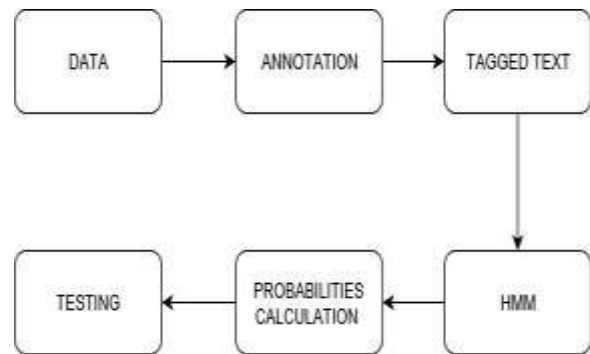 DATA
ANNOTATION
TAGGED TEXT
TESTING
PROBABILITIES
CALCULATION
HMM